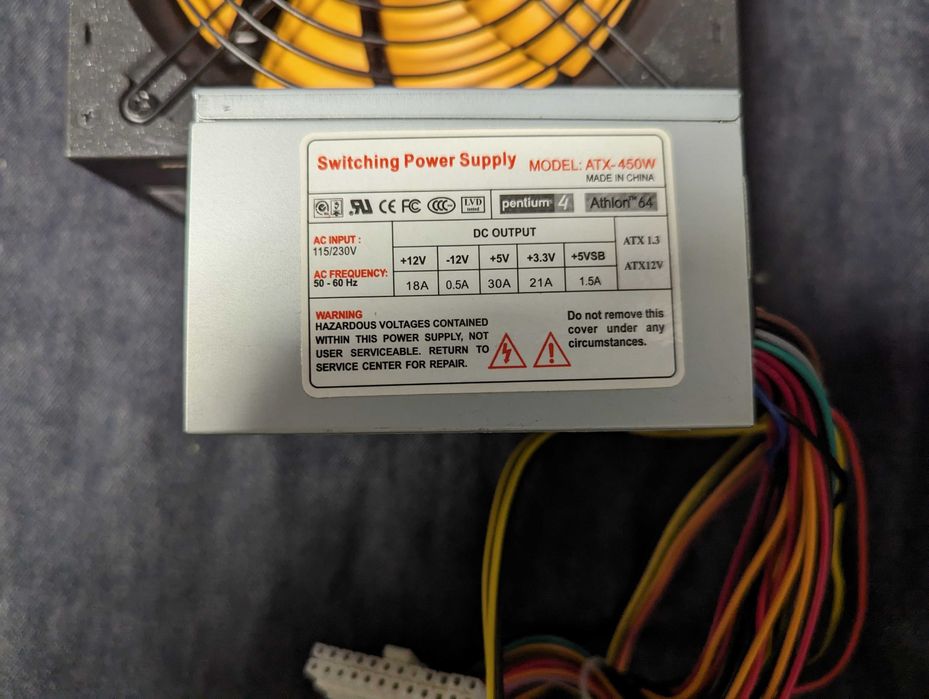 Switching Power Supply MODEL: ATX-450W
MADE IN CHINA
CE FC CCC LVD pentium 4 Athlon™64
AC INPUT :
115/230V
AC FREQUENCY:
50 - 60 Hz
DC OUTPUT
+12V -12V +5V +3.3V +5VSB
18A 0.5A 30A 21A 1.5A
ATX 1.3
ATX12V
WARNING
HAZARDOUS VOLTAGES CONTAINED
WITHIN THIS POWER SUPPLY, NOT
USER SERVICEABLE. RETURN TO
SERVICE CENTER FOR REPAIR.
Do not remove this
cover under any
circumstances.